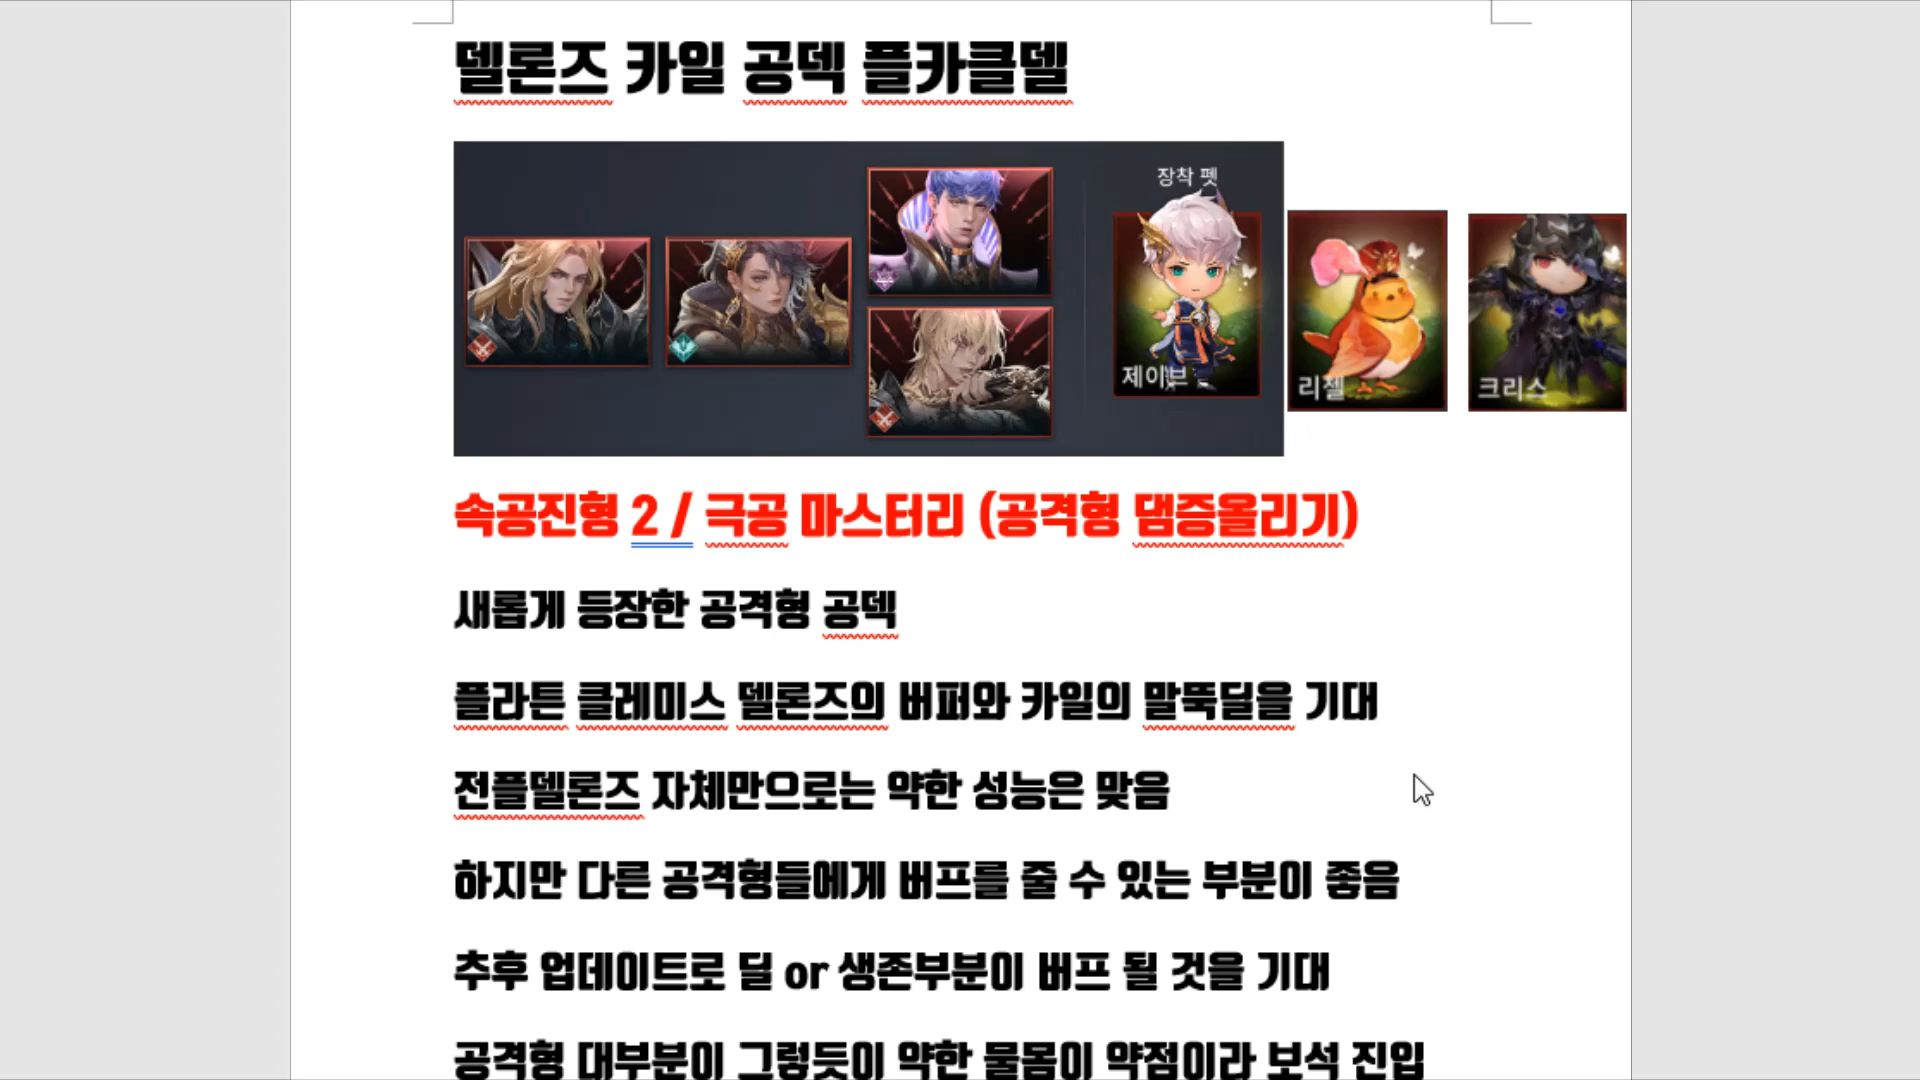 델론즈 카일 공덱 플카클델
장착 펫
제이브
리젤
크리스
속공진형 2 / 극공 마스터리 (공격형 댐증올리기)
새롭게 등장한 공격형 공덱
플라튼 클레미스 델론즈의 버퍼와 카일의 말뚝딜을 기대
전플델론즈 자체만으로는 약한 성능은 맞음
하지만 다른 공격형들에게 버프를 줄 수 있는 부분이 좋음
추후 업데이트로 딜 or 생존부분이 버프 될 것을 기대
공격형 대부분이 그렇듯이 약한 물몸이 약점이라 보석 진입